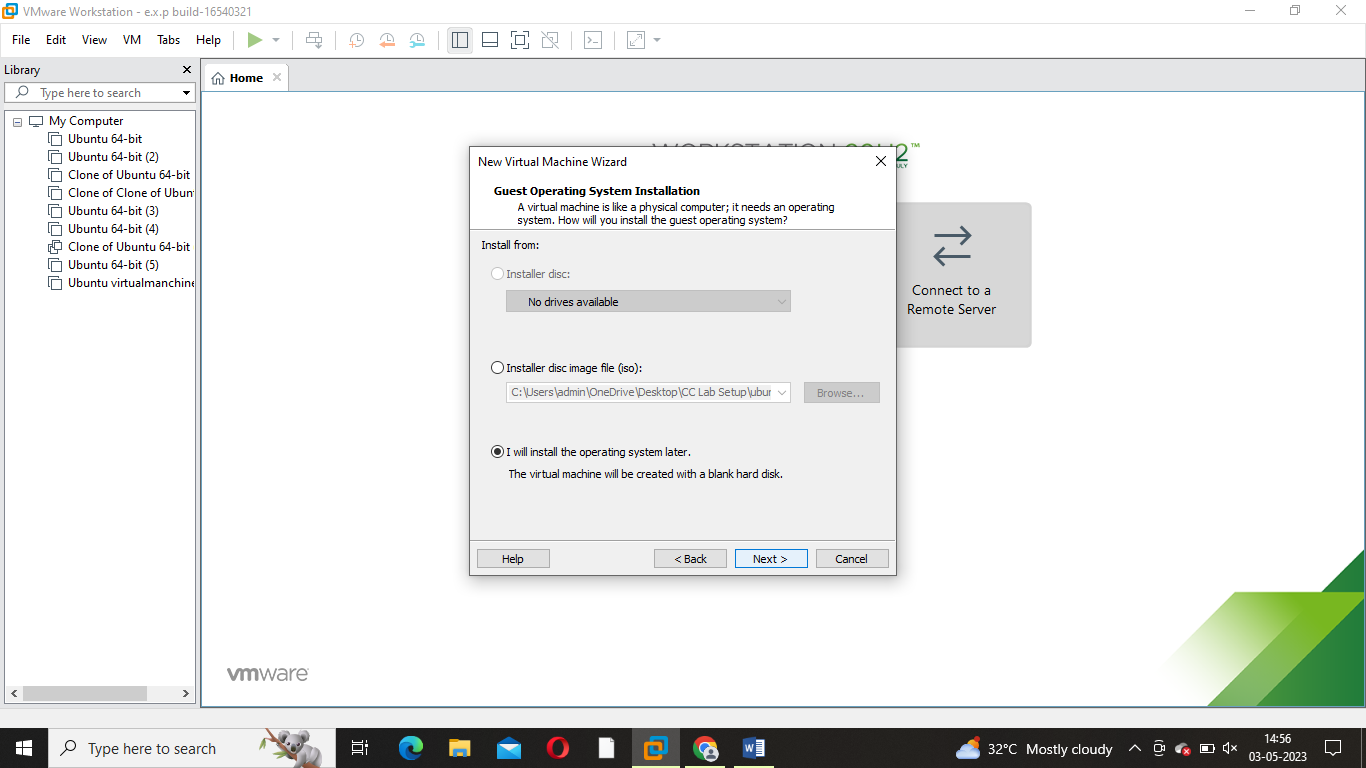 VMware Workstation - e.x.p build-16540321
File Edit View VM Tabs Help
Library
Type here to search
Home
My Computer
Ubuntu 64-bit
Ubuntu 64-bit (2)
Clone of Ubuntu 64-bit
Clone of Clone of Ubun
Ubuntu 64-bit (3)
Ubuntu 64-bit (4)
Clone of Ubuntu 64-bit
Ubuntu 64-bit (5)
Ubuntu virtualmanchine
New Virtual Machine Wizard
Guest Operating System Installation
A virtual machine is like a physical computer; it needs an operating
system. How will you install the guest operating system?
Install from:
Installer disc:
No drives available
Installer disc image file (iso):
C:\Users\admin\OneDrive\Desktop\CC Lab Setup\ubu
Browse...
I will install the operating system later.
The virtual machine will be created with a blank hard disk.
Help < Back Next > Cancel
Connect to a
Remote Server
vmware
Type here to search
32°C Mostly cloudy
14:56
03-05-2023